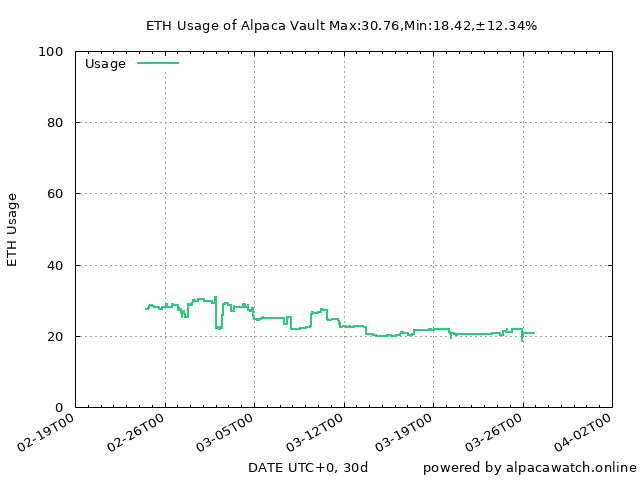 ETH Usage of Alpaca Vault Max:30.76,Min:18.42,±12.34%
Usage
100
80
60
40
20
0
ETH Usage
02-19T00
02-26T00
03-05T00
03-12T00
03-19T00
03-26T00
04-02T00
DATE UTC+0, 30d
powered by alpacawatch.online